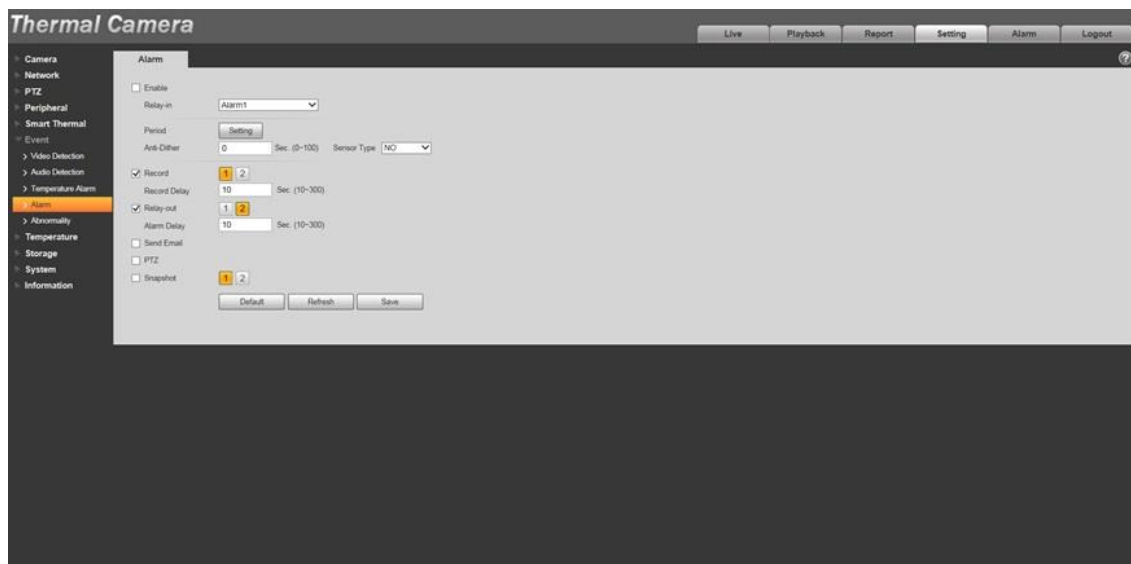 Thermal Camera
Live
Playback
Report
Setting
Alarm
Logout
?
Camera
Network
PTZ
Peripheral
Smart Thermal
Event
Video Detection
Audio Detection
Temperature Alarm
Alarm
Abnormality
Temperature
Storage
System
Information
Alarm
Enable
Relay-in Alarm1
Period Setting
Anti-Dither 0 Sec. (0~100) Sensor Type NO
Record 1 2
Record Delay 10 Sec. (10~300)
Relay-out 1 2
Alarm Delay 10 Sec. (10~300)
Send Email
PTZ
Snapshot 1 2
Default Refresh Save